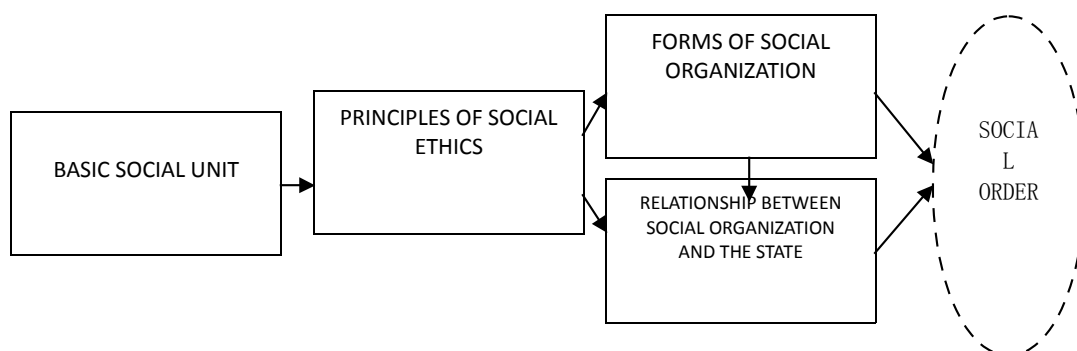 BASIC SOCIAL UNIT
PRINCIPLES OF SOCIAL
ETHICS
FORMS OF SOCIAL
ORGANIZATION
RELATIONSHIP BETWEEN
SOCIAL ORGANIZATION
AND THE STATE
SOCIA
L
ORDER